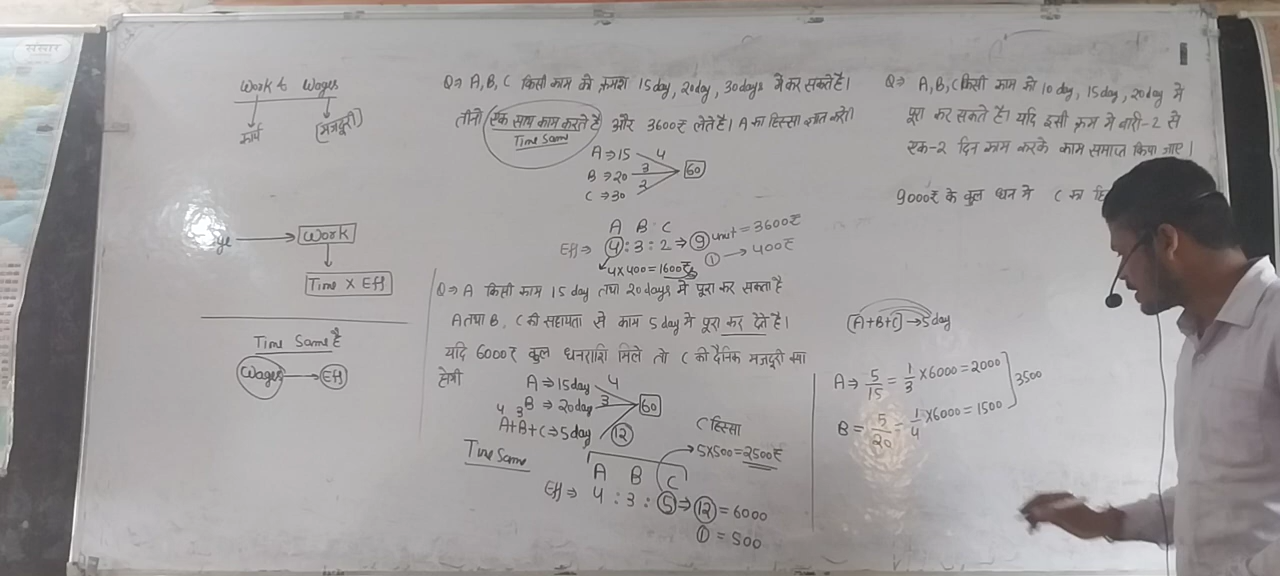 संसार
Work & Wages
कार्य (मजदूरी)
Work
Time X Eff
Time Same है
Wages → Eff
Q⇒ A, B, C किसी काम को क्रमश 15 day, 20 day, 30 days में कर सकते है।
तीनो एक साथ काम करते है और 3600₹ लेते है। A का हिस्सा ज्ञात करो।
Time Same
A ⇒ 15 4
B ⇒ 20 3 60
C ⇒ 30 2
A B C
Eff ⇒ 4 : 3 : 2 ⇒ 9 unit = 3600₹
① → 400₹
4X400 = 1600₹
Q⇒ A किसी काम 15 day तथा 20 days में पूरा कर सकता है
A तथा B, C की सहायता से काम 5 day में पूरा कर देते है।
यदि 6000₹ कुल धनराशि मिले तो C की दैनिक मजदूरी क्या
होगी
A ⇒ 15 day 4
B ⇒ 20 day 3 60
4 3
A+B+C ⇒ 5 day 12
Time Same
C हिस्सा
5X500 = 2500₹
A B C
Eff ⇒ 4 : 3 : 5 ⇒ 12 = 6000
① = 500
Q⇒ A, B, C किसी काम को 10 day, 15 day, 20 day में
पूरा कर सकते है। यदि इसी क्रम में बारी-2 से
एक-2 दिन काम करके काम समाप्त किया जाए।
9000₹ के कुल धन में C का
(A+B+C) → 5 day
A ⇒ 5/15 = 1/3 X 6000 = 2000
3500
B = 5/20 = 1/4 X 6000 = 1500